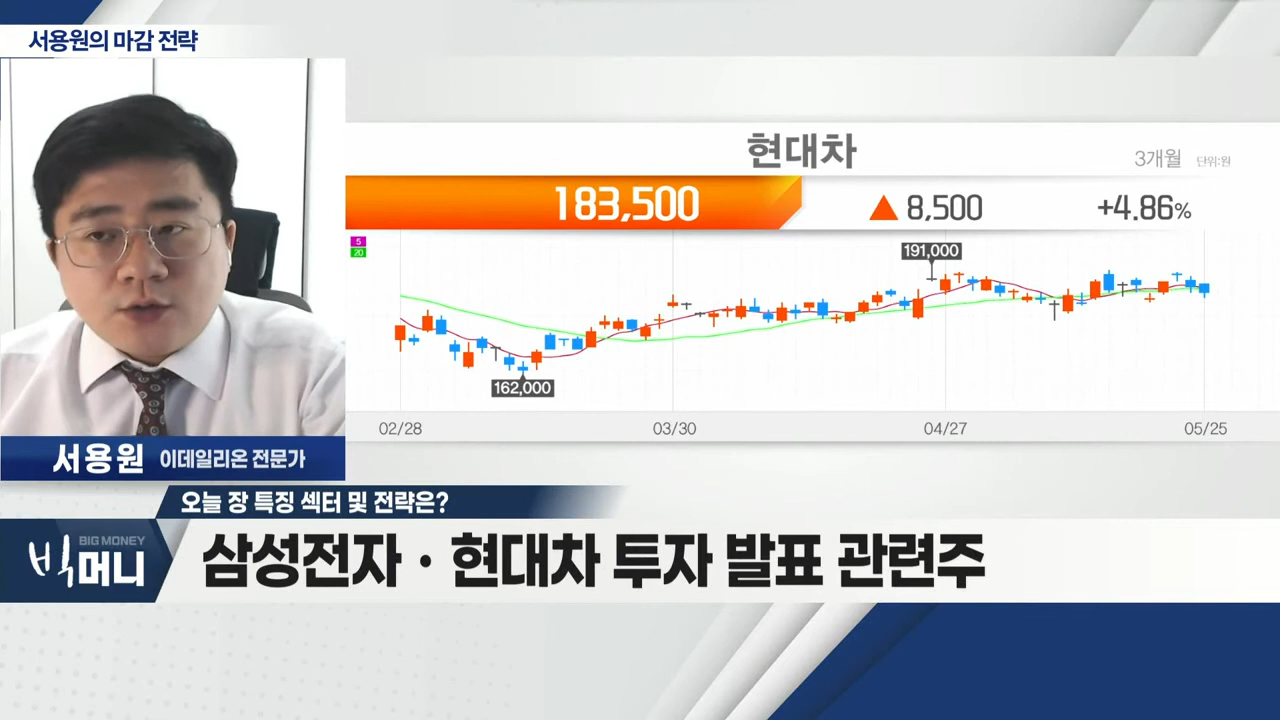 서용원의 마감 전략
현대차
3개월 단위:원
183,500 ▲ 8,500 +4.86%
5
20
191,000
162,000
02/28 03/30 04/27 05/25
서용원 이데일리온 전문가
오늘 장 특징 섹터 및 전략은?
BIG MONEY
빅머니
삼성전자 · 현대차 투자 발표 관련주